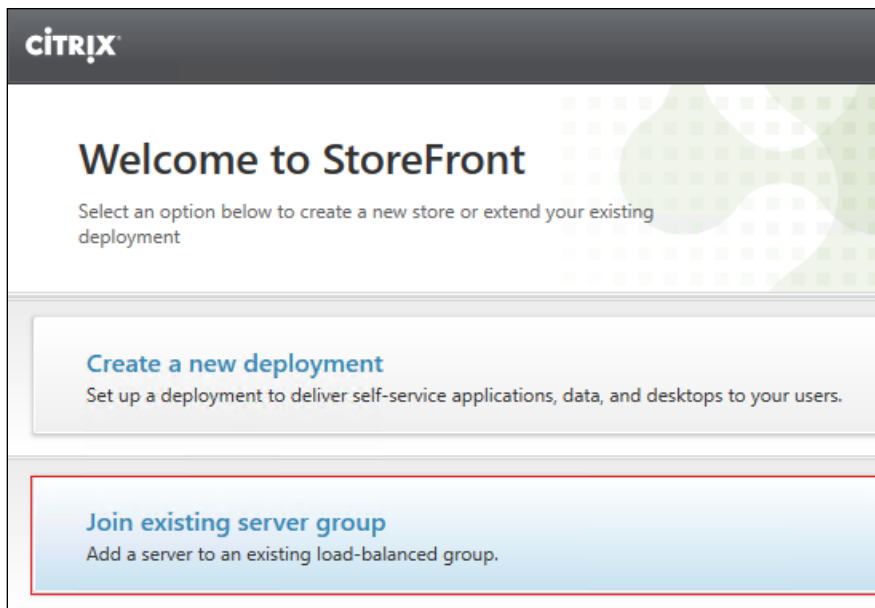 CİTRIX
Welcome to StoreFront
Select an option below to create a new store or extend your existing
deployment
Create a new deployment
Set up a deployment to deliver self-service applications, data, and desktops to your users.
Join existing server group
Add a server to an existing load-balanced group.